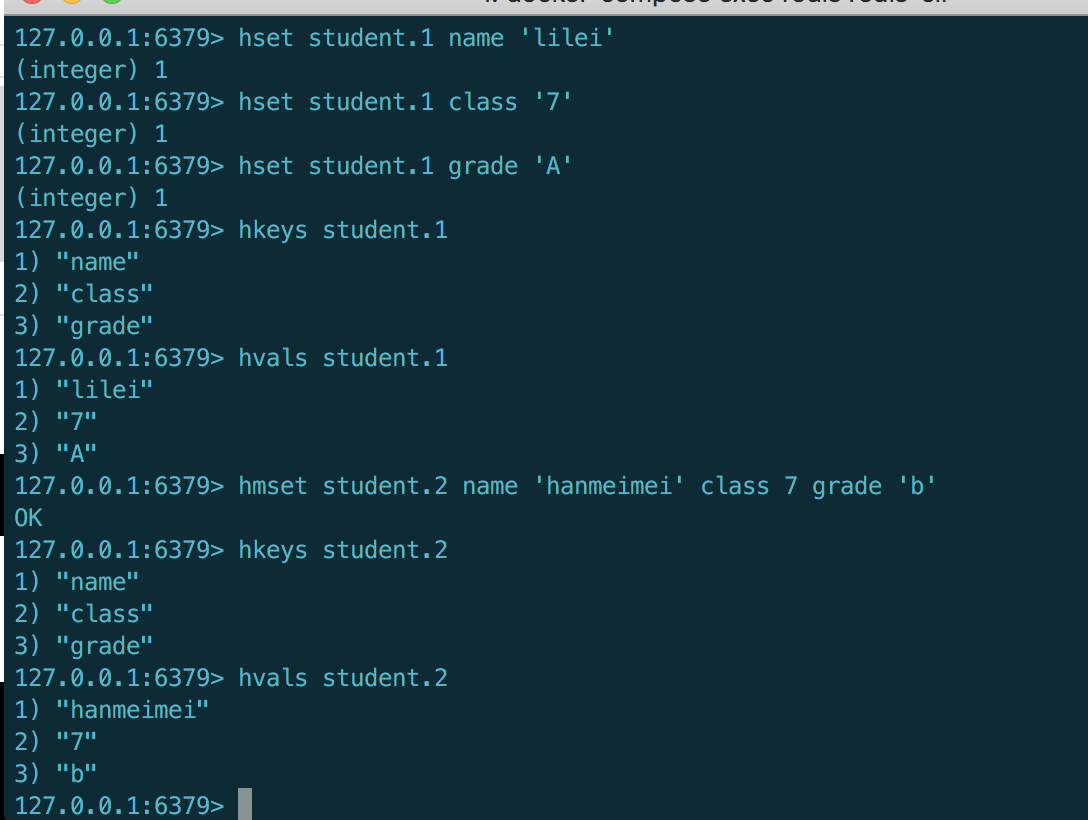 127.0.0.1:6379> hset student.1 name 'lilei'
(integer) 1
127.0.0.1:6379> hset student.1 class '7'
(integer) 1
127.0.0.1:6379> hset student.1 grade 'A'
(integer) 1
127.0.0.1:6379> hkeys student.1
1) "name"
2) "class"
3) "grade"
127.0.0.1:6379> hvals student.1
1) "lilei"
2) "7"
3) "A"
127.0.0.1:6379> hmset student.2 name 'hanmeimei' class 7 grade 'b'
OK
127.0.0.1:6379> hkeys student.2
1) "name"
2) "class"
3) "grade"
127.0.0.1:6379> hvals student.2
1) "hanmeimei"
2) "7"
3) "b"
127.0.0.1:6379>